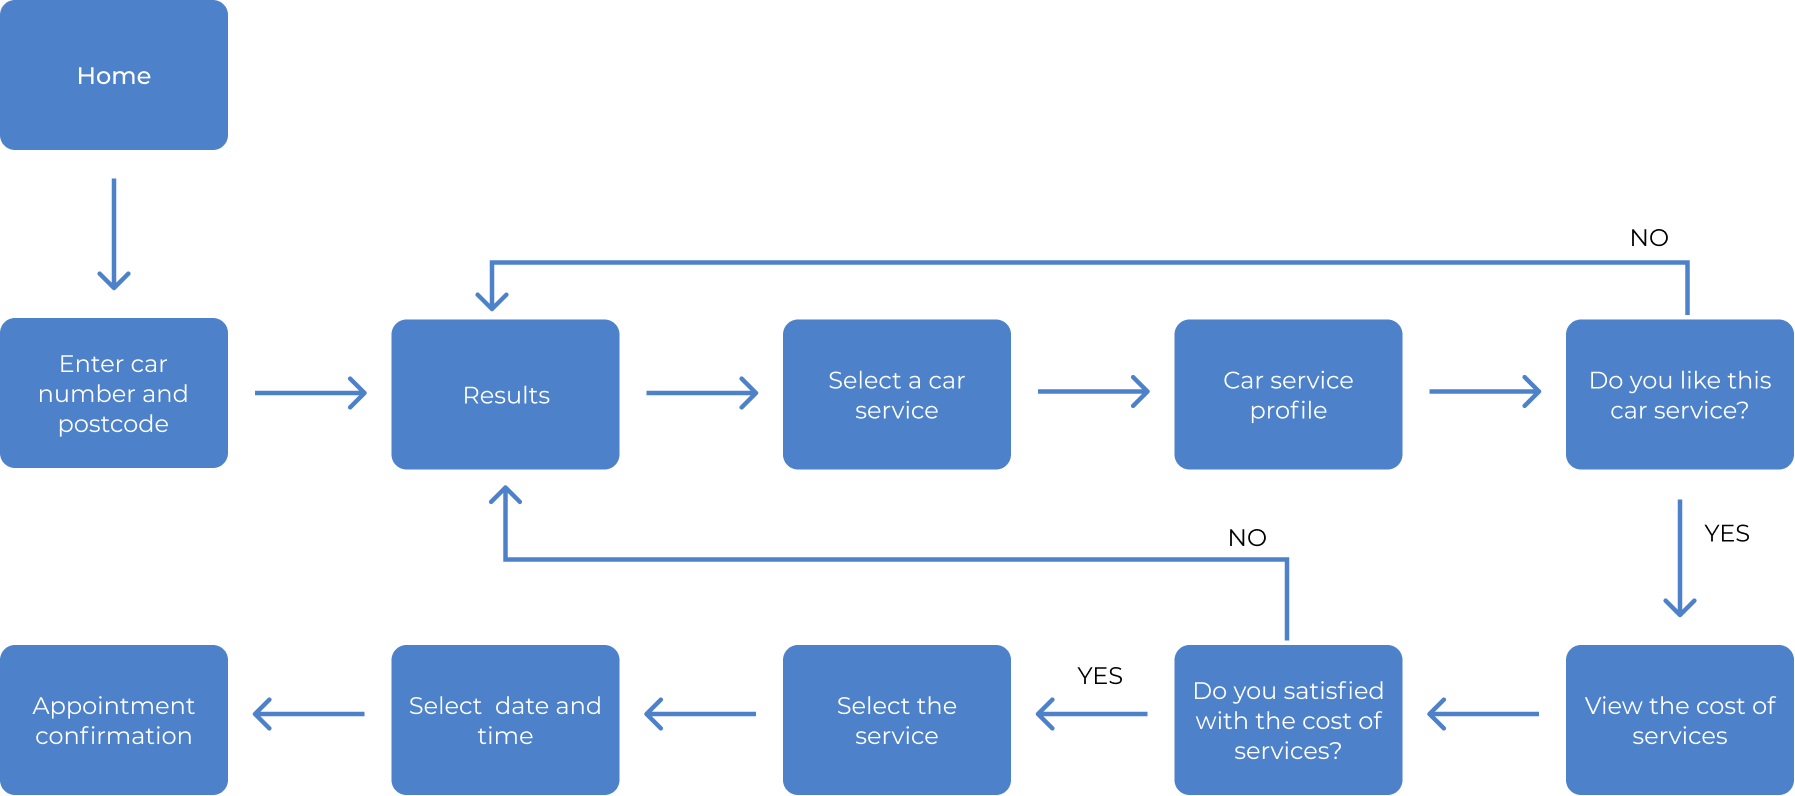 Home
NO
Enter car
number and
postcode
Results
Select a car
service
Car service
profile
Do you like this
car service?
NO
YES
Appointment
confirmation
Select  date and
time
Select the
service
YES
Do you satisfied
with the cost of
services?
View the cost of
services